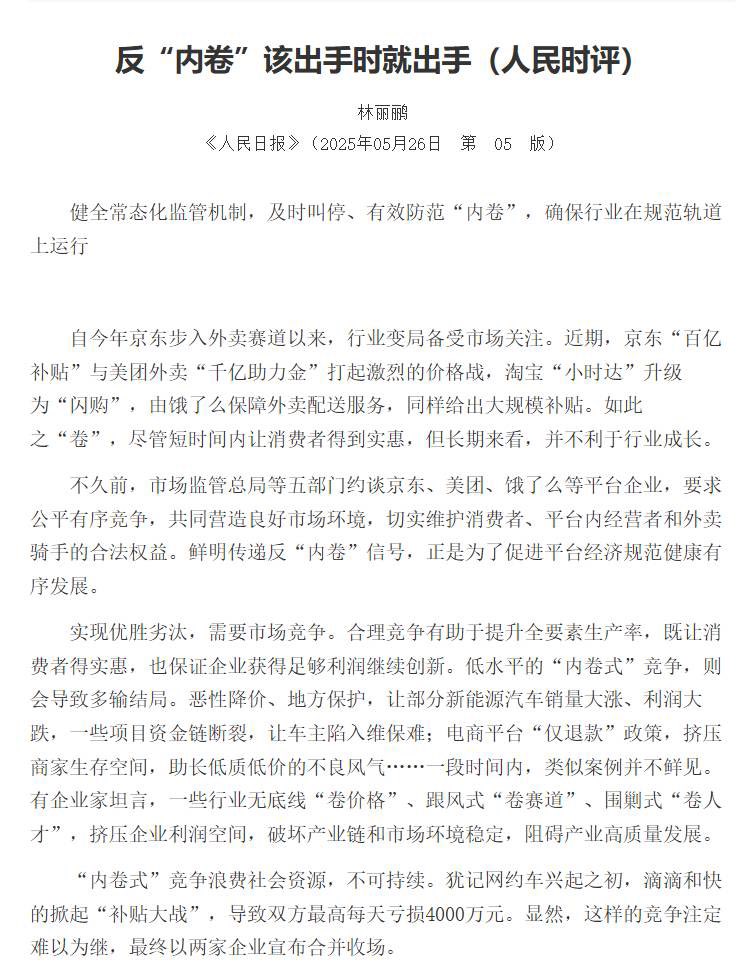 反“内卷”该出手时就出手（人民时评）
林丽鹂
《人民日报》（2025年05月26日　第　05　版）
健全常态化监管机制，及时叫停、有效防范“内卷”，确保行业在规范轨道
上运行
自今年京东步入外卖赛道以来，行业变局备受市场关注。近期，京东“百亿
补贴”与美团外卖“千亿助力金”打起激烈的价格战，淘宝“小时达”升级
为“闪购”，由饿了么保障外卖配送服务，同样给出大规模补贴。如此
之“卷”，尽管短时间内让消费者得到实惠，但长期来看，并不利于行业成长。
不久前，市场监管总局等五部门约谈京东、美团、饿了么等平台企业，要求
公平有序竞争，共同营造良好市场环境，切实维护消费者、平台内经营者和外卖
骑手的合法权益。鲜明传递反“内卷”信号，正是为了促进平台经济规范健康有
序发展。
实现优胜劣汰，需要市场竞争。合理竞争有助于提升全要素生产率，既让消
费者得实惠，也保证企业获得足够利润继续创新。低水平的“内卷式”竞争，则
会导致多输结局。恶性降价、地方保护，让部分新能源汽车销量大涨、利润大
跌，一些项目资金链断裂，让车主陷入维保难；电商平台“仅退款”政策，挤压
商家生存空间，助长低质低价的不良风气……一段时间内，类似案例并不鲜见。
有企业家坦言，一些行业无底线“卷价格”、跟风式“卷赛道”、围剿式“卷人
才”，挤压企业利润空间，破坏产业链和市场环境稳定，阻碍产业高质量发展。
“内卷式”竞争浪费社会资源，不可持续。犹记网约车兴起之初，滴滴和快
的掀起“补贴大战”，导致双方最高每天亏损4000万元。显然，这样的竞争注定
难以为继，最终以两家企业宣布合并收场。